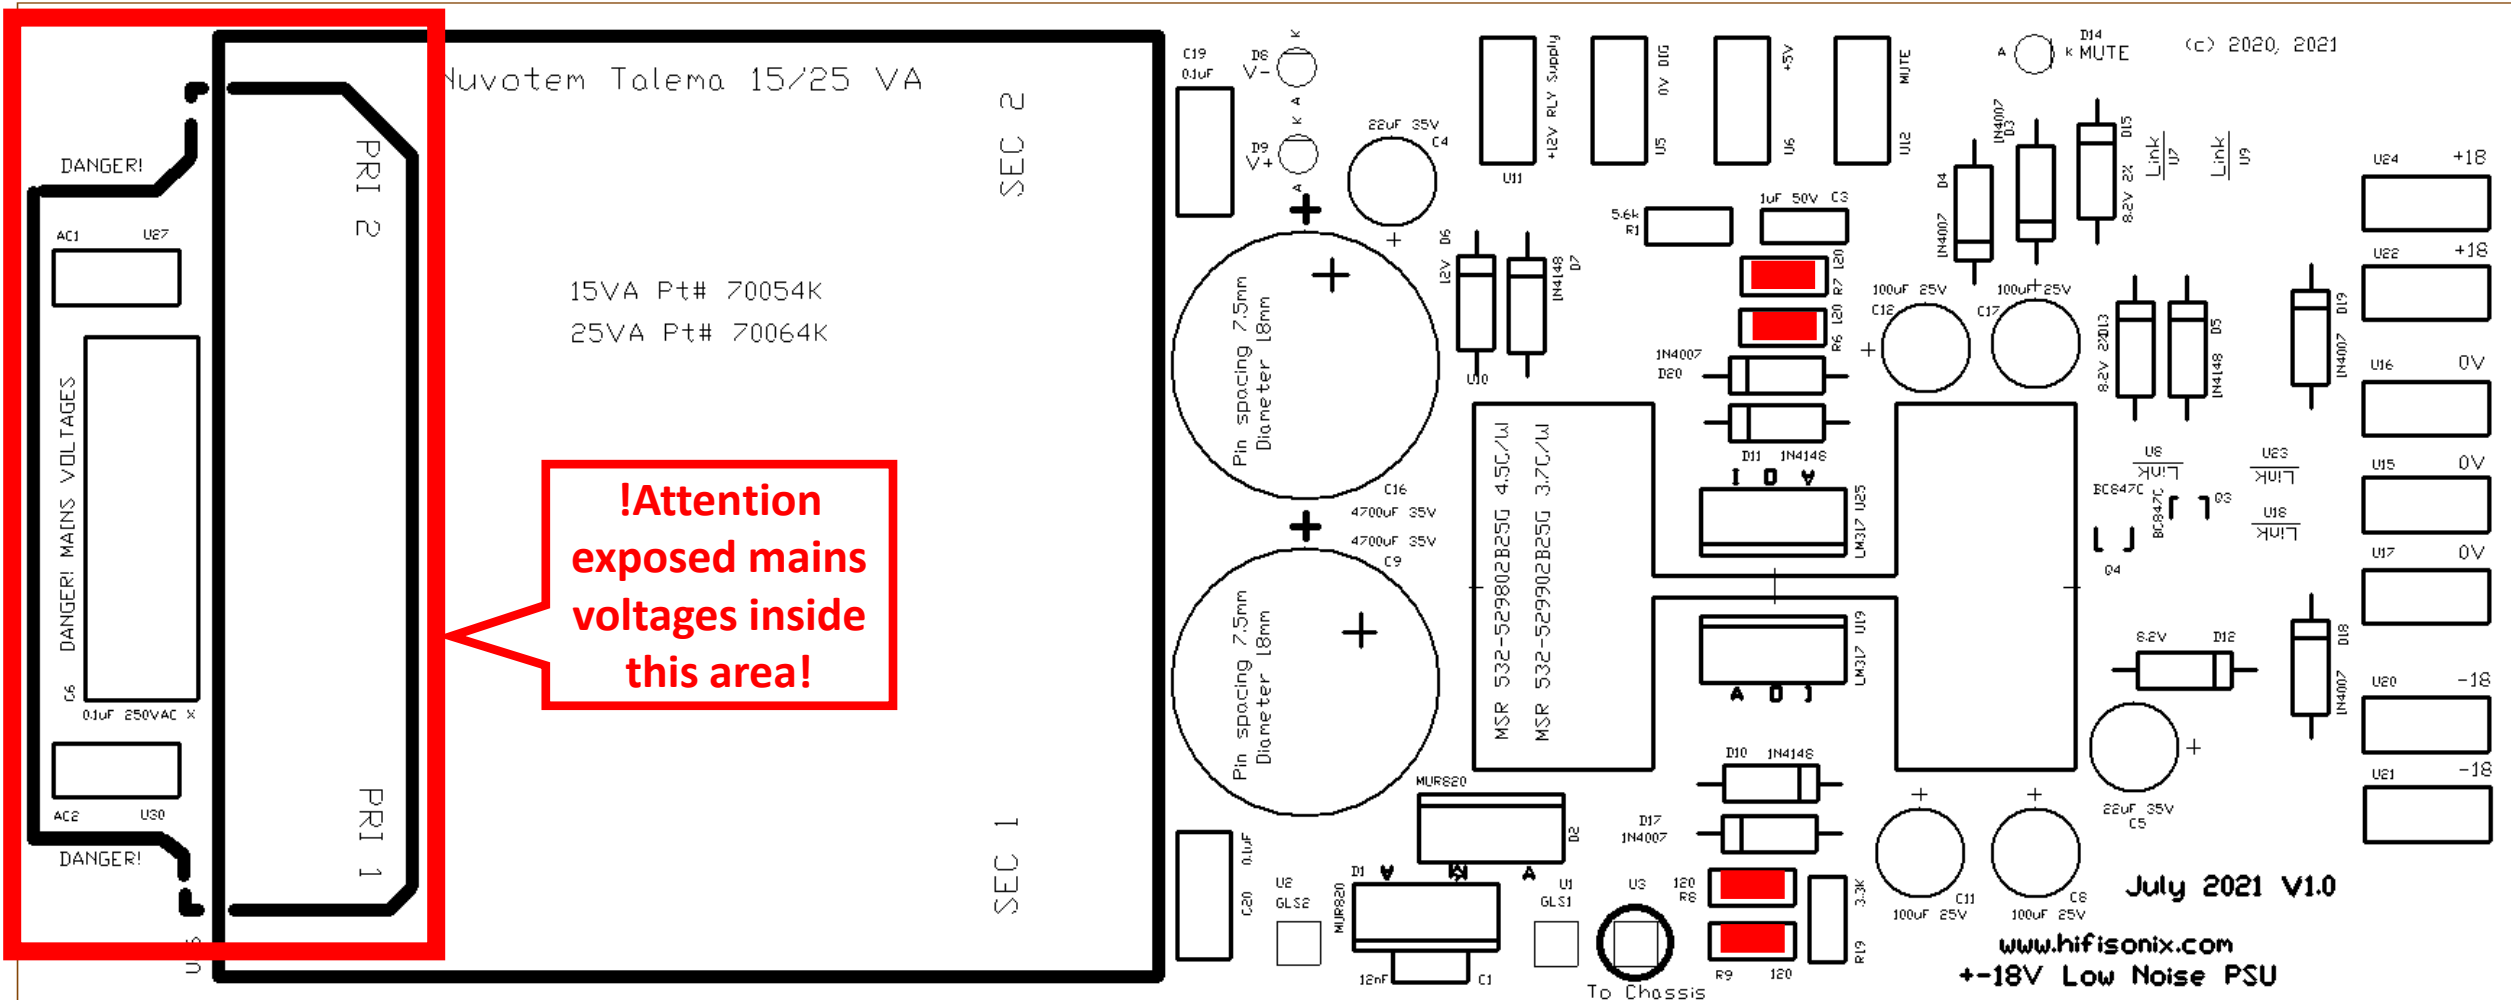 Nuvotem Talema 15/25 VA
DANGER!
AC1
U27
PRI 2
SEC 2
15VA Pt# 70054K
25VA Pt# 70064K
DANGER! MAINS VOLTAGES
C6
0.1uF 250VAC X
AC2
U30
DANGER!
PRI 1
SEC 1
!Attention
exposed mains
voltages inside
this area!
C19
0.1uF
D8
V-
K
A
D9
V+
K
A
22uF 35V
C4
+
Pin spacing 7.5mm
Diameter 18mm
+
+
C16
4700uF 35V
+
4700uF 35V
C9
Pin spacing 7.5mm
Diameter 18mm
+
C20
0.1uF
U2
GLS2
+12V RLY Supply
U11
0V DIG
U5
+5V
U6
MUTE
U12
A
K
D14
MUTE
(c) 2020, 2021
5.6k
R1
1uF 50V C3
D6
12V
1N4148
D7
U10
R7 120
R6 120
1N4007
D20
D11 1N4148
I O A
LM317 U25
MSR 532-529802B25G 4.5C/W
MSR 532-529902B25G 3.7C/W
LM317 U19
D10 1N4148
D17
1N4007
MUR820
D2
D1
MUR820
12nF
C1
U1
GLS1
U3
To Chassis
120
R8
R9 120
3.3K
R19
1N4007
D3
D4
1N4007
D15
8.2V 2%
Link
U7
Link
U9
100uF 25V
C12
+
100uF 25V
C17
+
D13
8.2V 2%
D5
1N4148
D19
1N4007
U8
Link
U23
Link
U18
Link
BC847C
Q4
BC847C
Q3
8.2V D12
D18
1N4007
22uF 35V
C5
+
+
C11
100uF 25V
+
C8
100uF 25V
U24 +18
U22 +18
U16 0V
U15 0V
U17 0V
U20 -18
U21 -18
July 2021 V1.0
www.hifisonix.com
+-18V Low Noise PSU